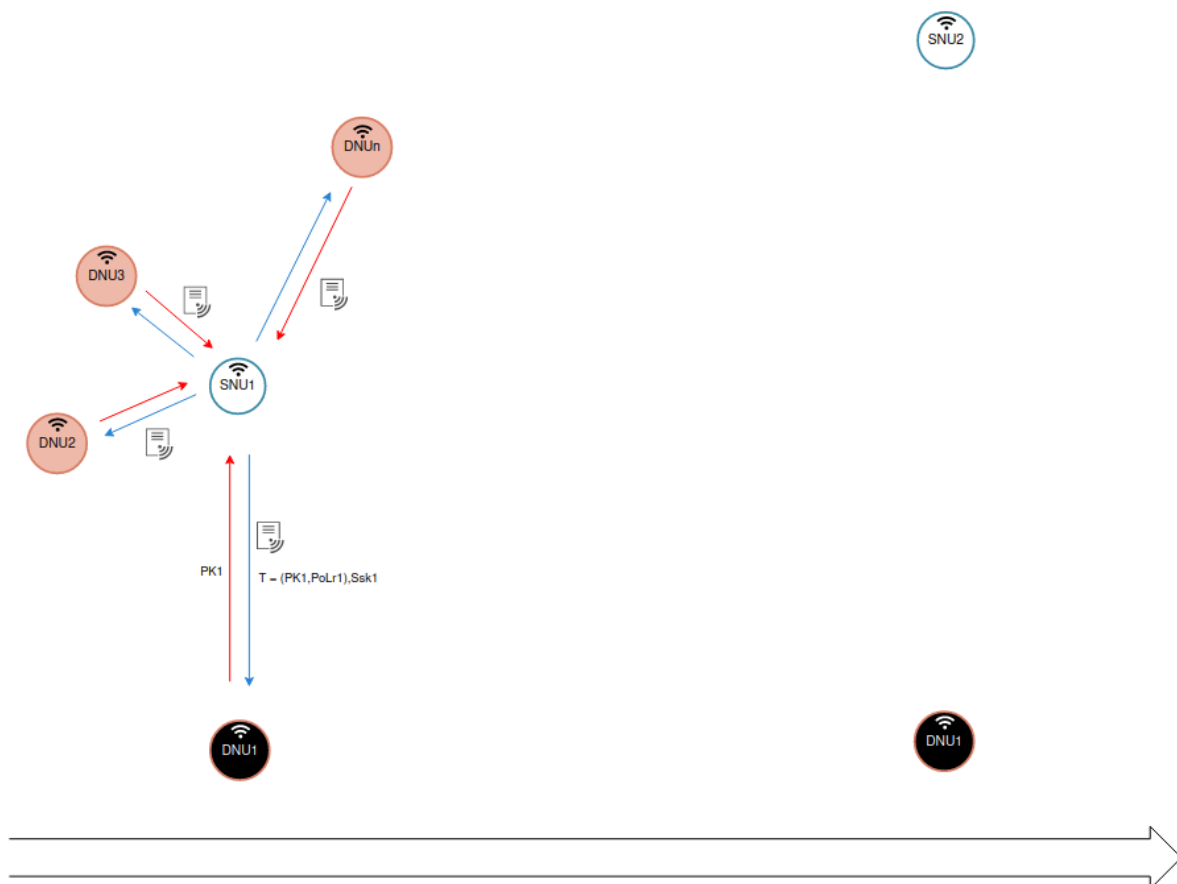 SNU2
DNUn
DNU3
SNU1
DNU2
PK1
T = (PK1,PoLr1),Ssk1
DNU1
DNU1